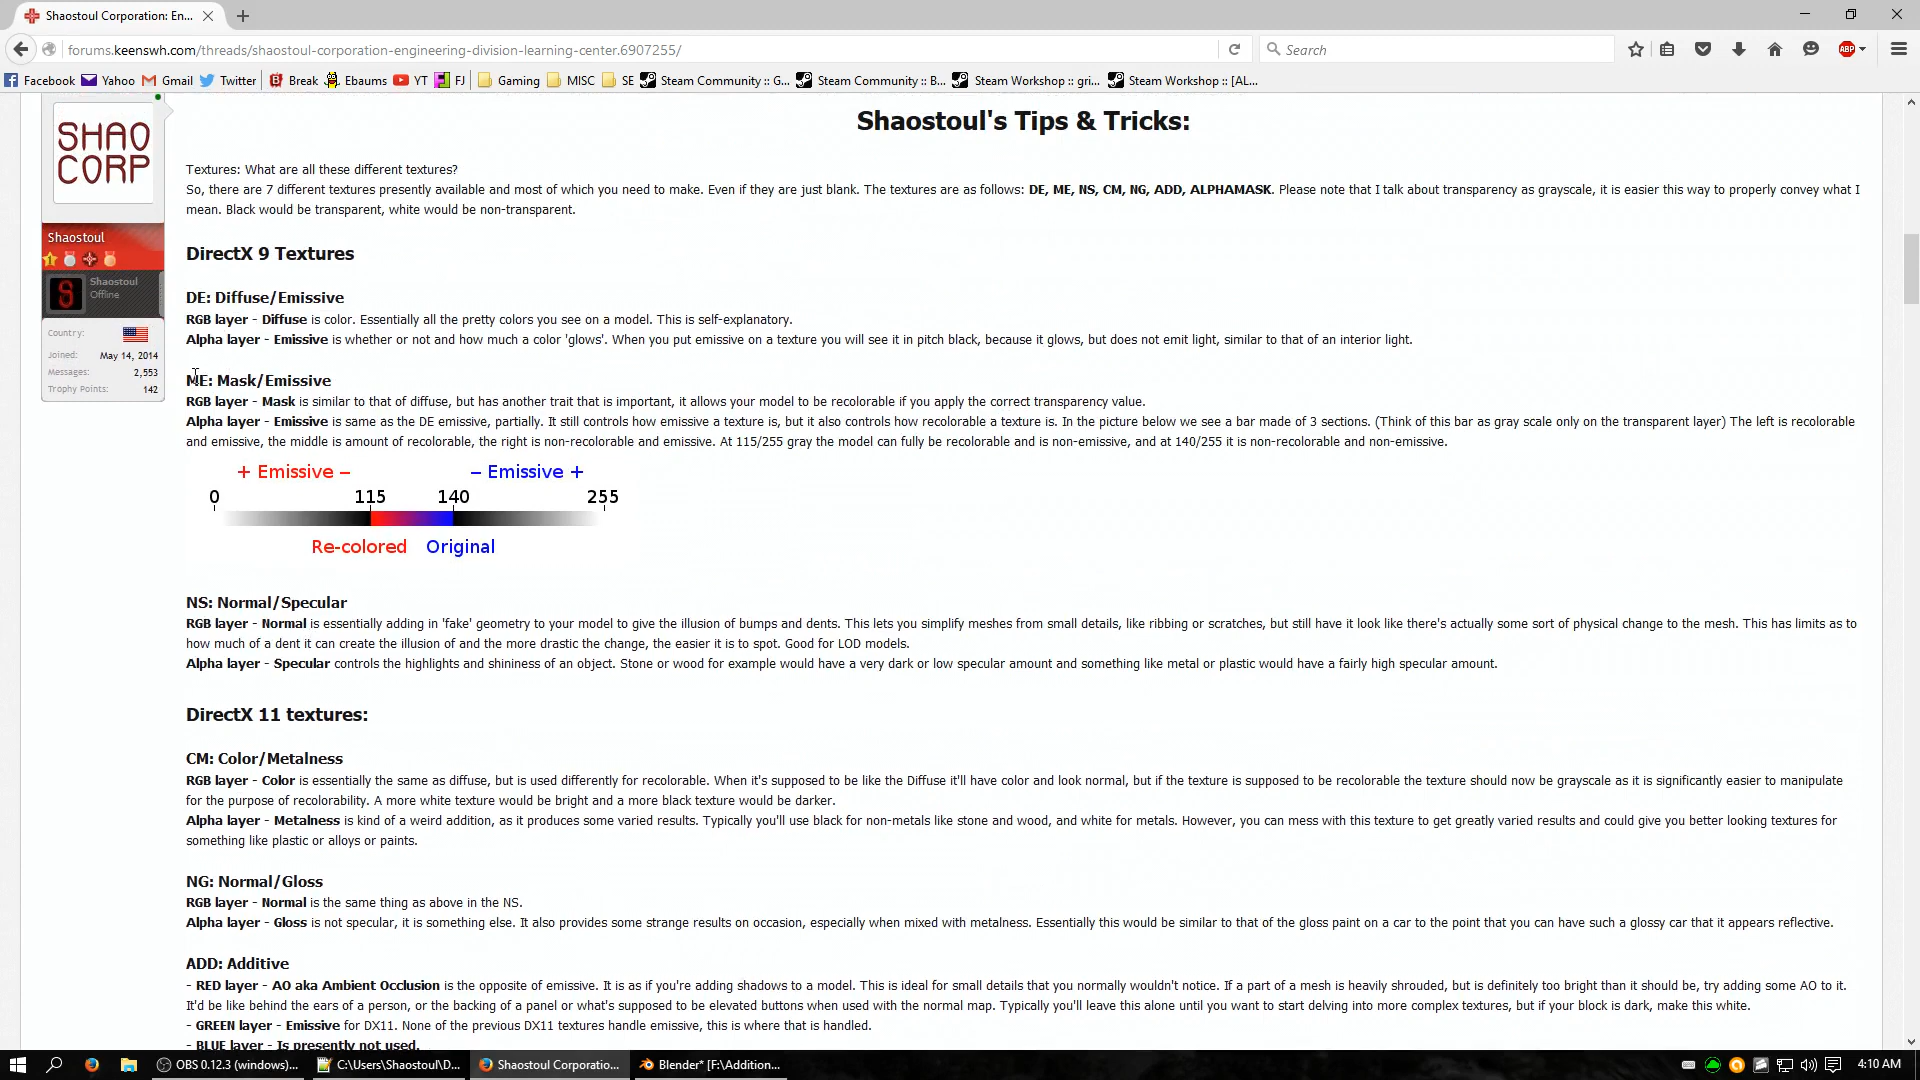 Shaostoul Corporation: En...
forums.keenswh.com/threads/shaostoul-corporation-engineering-division-learning-center.6907255/
Search
ABP
Facebook Yahoo Gmail Twitter Break Ebaums YT FJ Gaming MISC SE Steam Community :: G... Steam Community :: B... Steam Workshop :: gri... Steam Workshop :: [AL...
SHAO
CORP
Shaostoul
Shaostoul
Offline
Country:
Joined: May 14, 2014
Messages: 2,553
Trophy Points: 142
Shaostoul's Tips & Tricks:
Textures: What are all these different textures?
So, there are 7 different textures presently available and most of which you need to make. Even if they are just blank. The textures are as follows: DE, ME, NS, CM, NG, ADD, ALPHAMASK. Please note that I talk about transparency as grayscale, it is easier this way to properly convey what I
mean. Black would be transparent, white would be non-transparent.
DirectX 9 Textures
DE: Diffuse/Emissive
RGB layer - Diffuse is color. Essentially all the pretty colors you see on a model. This is self-explanatory.
Alpha layer - Emissive is whether or not and how much a color 'glows'. When you put emissive on a texture you will see it in pitch black, because it glows, but does not emit light, similar to that of an interior light.
ME: Mask/Emissive
RGB layer - Mask is similar to that of diffuse, but has another trait that is important, it allows your model to be recolorable if you apply the correct transparency value.
Alpha layer - Emissive is same as the DE emissive, partially. It still controls how emissive a texture is, but it also controls how recolorable a texture is. In the picture below we see a bar made of 3 sections. (Think of this bar as gray scale only on the transparent layer) The left is recolorable
and emissive, the middle is amount of recolorable, the right is non-recolorable and emissive. At 115/255 gray the model can fully be recolorable and is non-emissive, and at 140/255 it is non-recolorable and non-emissive.
+ Emissive – – Emissive +
0 115 140 255
Re-colored Original
NS: Normal/Specular
RGB layer - Normal is essentially adding in 'fake' geometry to your model to give the illusion of bumps and dents. This lets you simplify meshes from small details, like ribbing or scratches, but still have it look like there's actually some sort of physical change to the mesh. This has limits as to
how much of a dent it can create the illusion of and the more drastic the change, the easier it is to spot. Good for LOD models.
Alpha layer - Specular controls the highlights and shininess of an object. Stone or wood for example would have a very dark or low specular amount and something like metal or plastic would have a fairly high specular amount.
DirectX 11 textures:
CM: Color/Metalness
RGB layer - Color is essentially the same as diffuse, but is used differently for recolorable. When it's supposed to be like the Diffuse it'll have color and look normal, but if the texture is supposed to be recolorable the texture should now be grayscale as it is significantly easier to manipulate
for the purpose of recolorability. A more white texture would be bright and a more black texture would be darker.
Alpha layer - Metalness is kind of a weird addition, as it produces some varied results. Typically you'll use black for non-metals like stone and wood, and white for metals. However, you can mess with this texture to get greatly varied results and could give you better looking textures for
something like plastic or alloys or paints.
NG: Normal/Gloss
RGB layer - Normal is the same thing as above in the NS.
Alpha layer - Gloss is not specular, it is something else. It also provides some strange results on occasion, especially when mixed with metalness. Essentially this would be similar to that of the gloss paint on a car to the point that you can have such a glossy car that it appears reflective.
ADD: Additive
- RED layer - AO aka Ambient Occlusion is the opposite of emissive. It is as if you're adding shadows to a model. This is ideal for small details that you normally wouldn't notice. If a part of a mesh is heavily shrouded, but is definitely too bright than it should be, try adding some AO to it.
It'd be like behind the ears of a person, or the backing of a panel or what's supposed to be elevated buttons when used with the normal map. Typically you'll leave this alone until you want to start delving into more complex textures, but if your block is dark, make this white.
- GREEN layer - Emissive for DX11. None of the previous DX11 textures handle emissive, this is where that is handled.
- BLUE layer - Is presently not used.
OBS 0.12.3 (windows)... C:\Users\Shaostoul\D... Shaostoul Corporatio... Blender* [F:\Addition... 4:10 AM